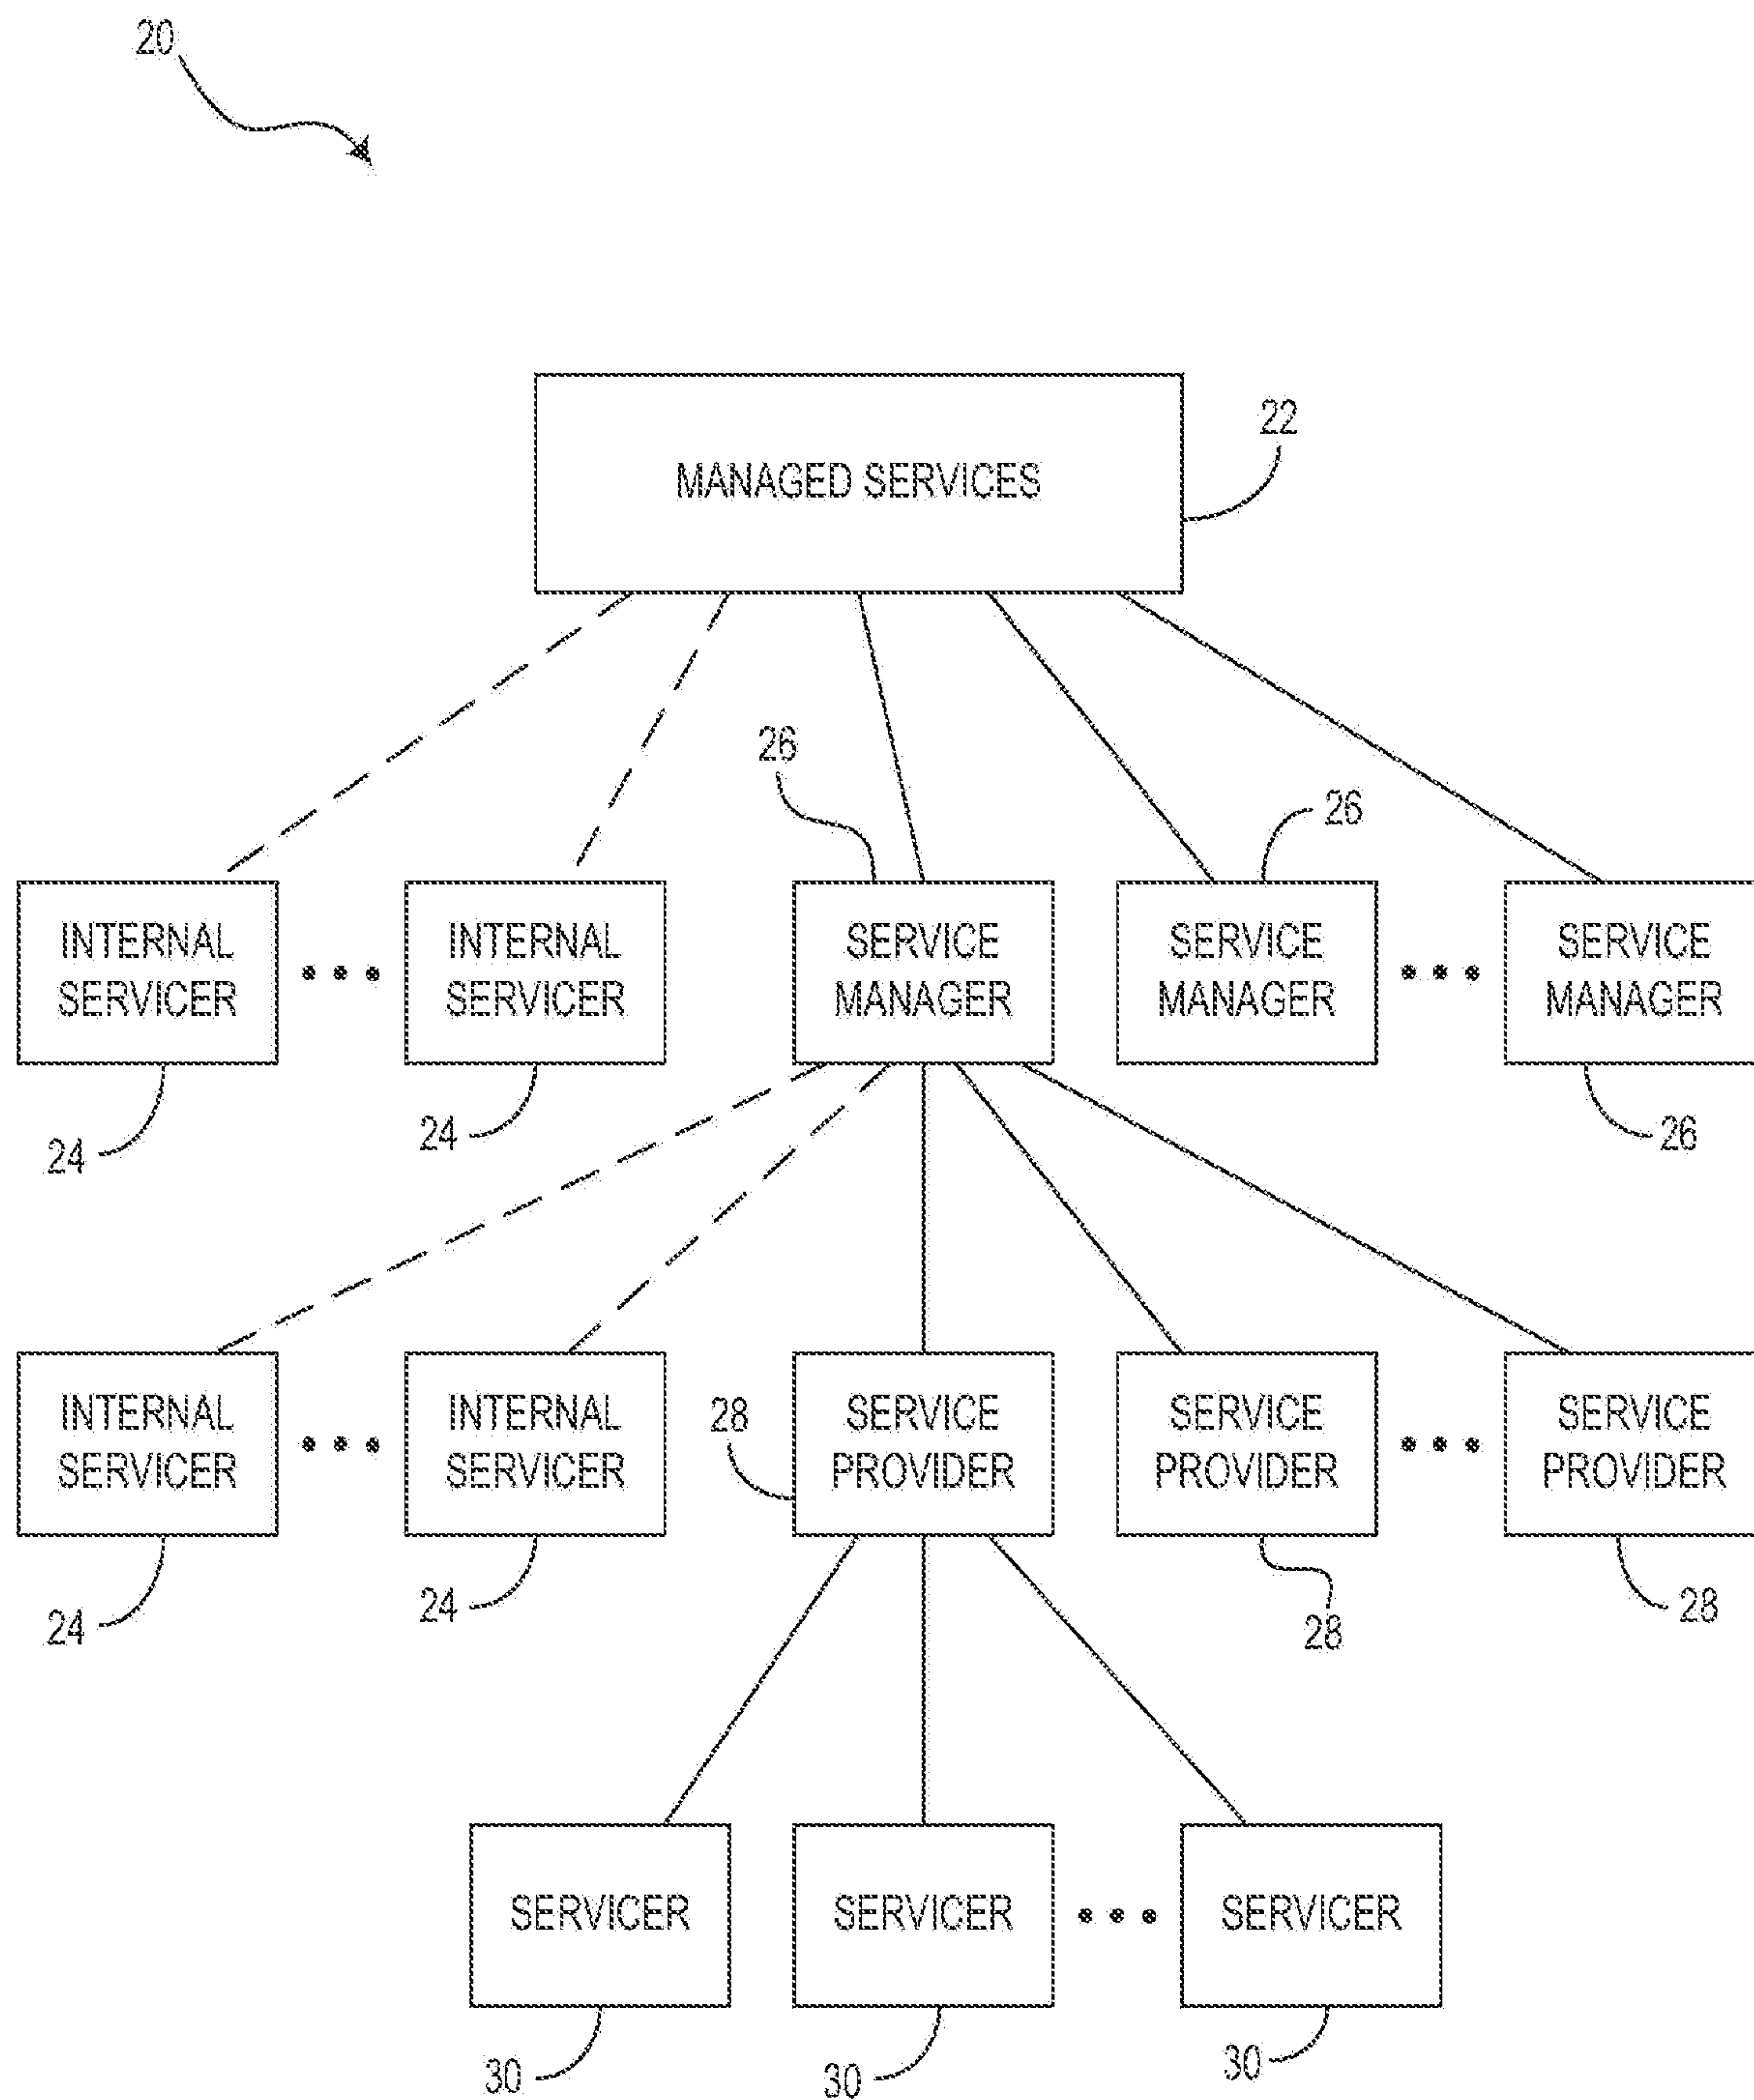 20
MANAGED SERVICES
22
26
26
INTERNAL
SERVICER
INTERNAL
SERVICER
SERVICE
MANAGER
SERVICE
MANAGER
SERVICE
MANAGER
24
24
26
INTERNAL
SERVICER
INTERNAL
SERVICER
28
SERVICE
PROVIDER
SERVICE
PROVIDER
SERVICE
PROVIDER
24
24
28
28
SERVICER
SERVICER
SERVICER
30
30
30